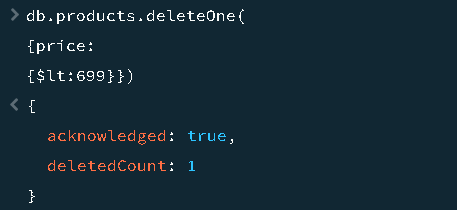 > db.products.deleteOne(
{price:
{$lt:699}})
< {
acknowledged: true,
deletedCount: 1
}